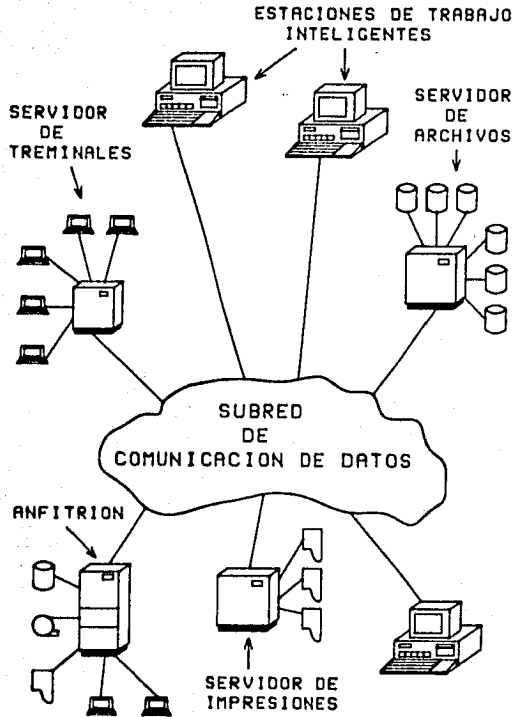 ESTACIONES DE TRABAJO
INTELIGENTES
SERVIDOR
DE
TREMINALES
SERVIDOR
DE
ARCHIVOS
SUBRED
DE
COMUNICACION DE DATOS
ANFITRION
SERVIDOR DE
IMPRESIONES